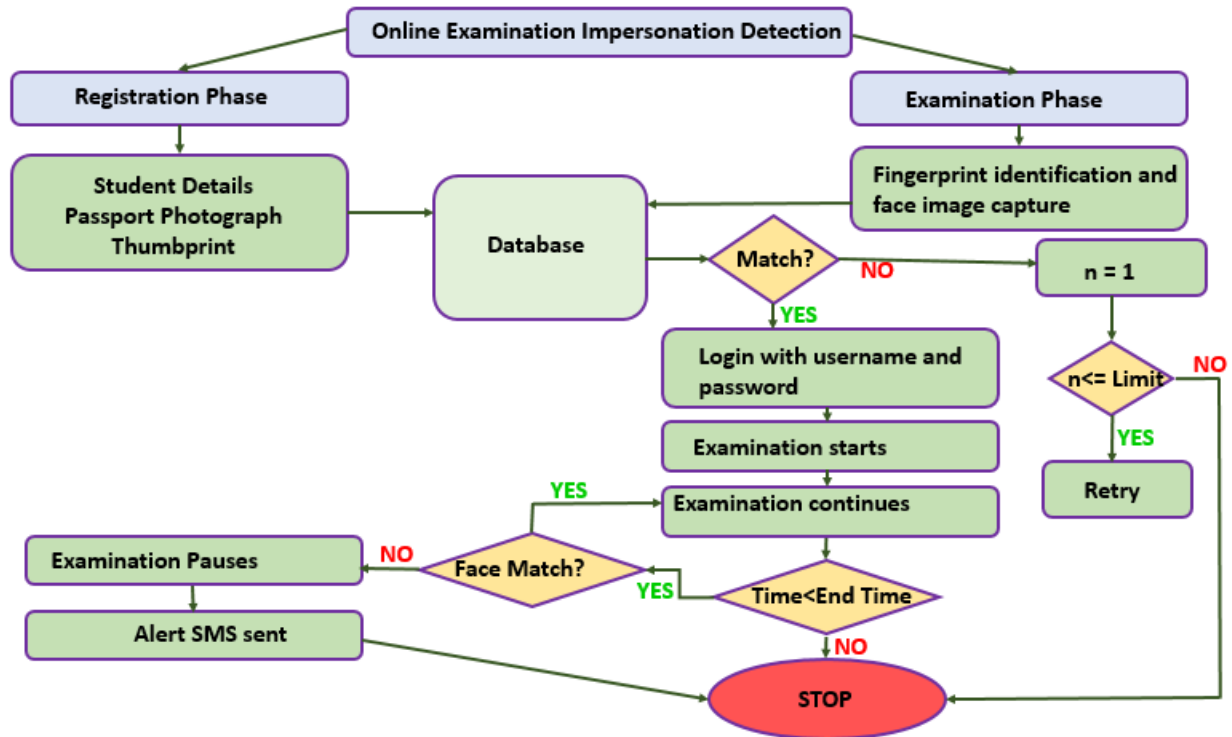 Online Examination Impersonation Detection
Registration Phase
Examination Phase
Student Details
Passport Photograph
Thumbprint
Fingerprint identification and
face image capture
Database
Match?
NO
n = 1
YES
Login with username and
password
n<= Limit
NO
YES
Examination starts
Retry
YES
Examination continues
Examination Pauses
NO
Face Match?
YES
Time<End Time
Alert SMS sent
NO
STOP